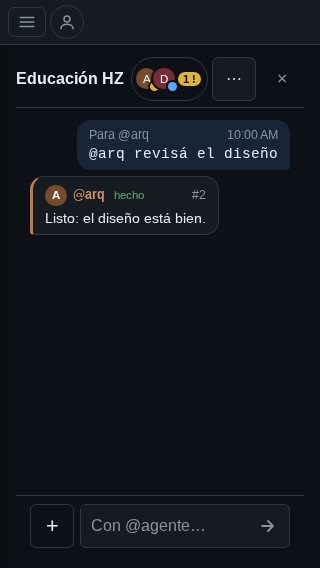 Educación HZ
A D 1 !
...
×
Para @arq 10:00 AM
@arq revisá el diseño
A @arq hecho #2
Listo: el diseño está bien.
+ Con @agente… →